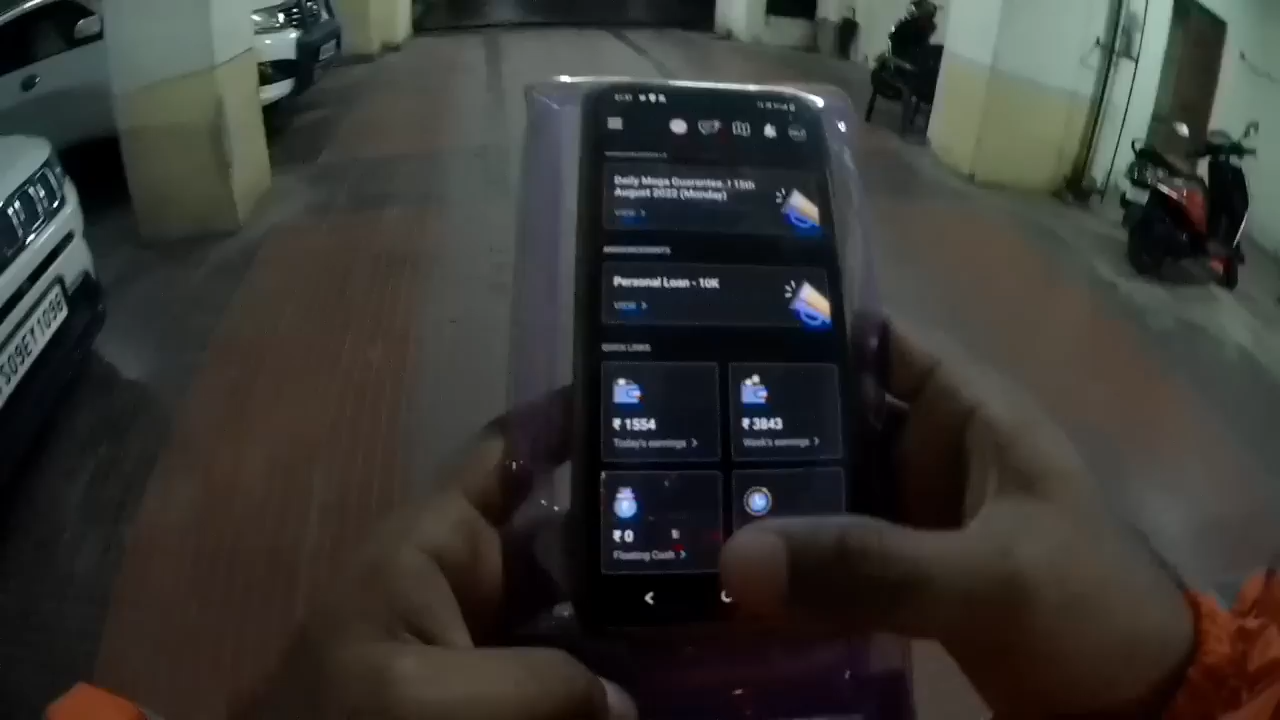 Daily Mega Guarantee..! 15th
August 2022 (Monday)
VIEW >
ANNOUNCEMENTS
Personal Loan - 10K
VIEW >
QUICK LINKS
₹ 1554
₹ 3843
Today's earnings >
Week's earnings >
₹ 0
Floating Cash >
S09EY1098